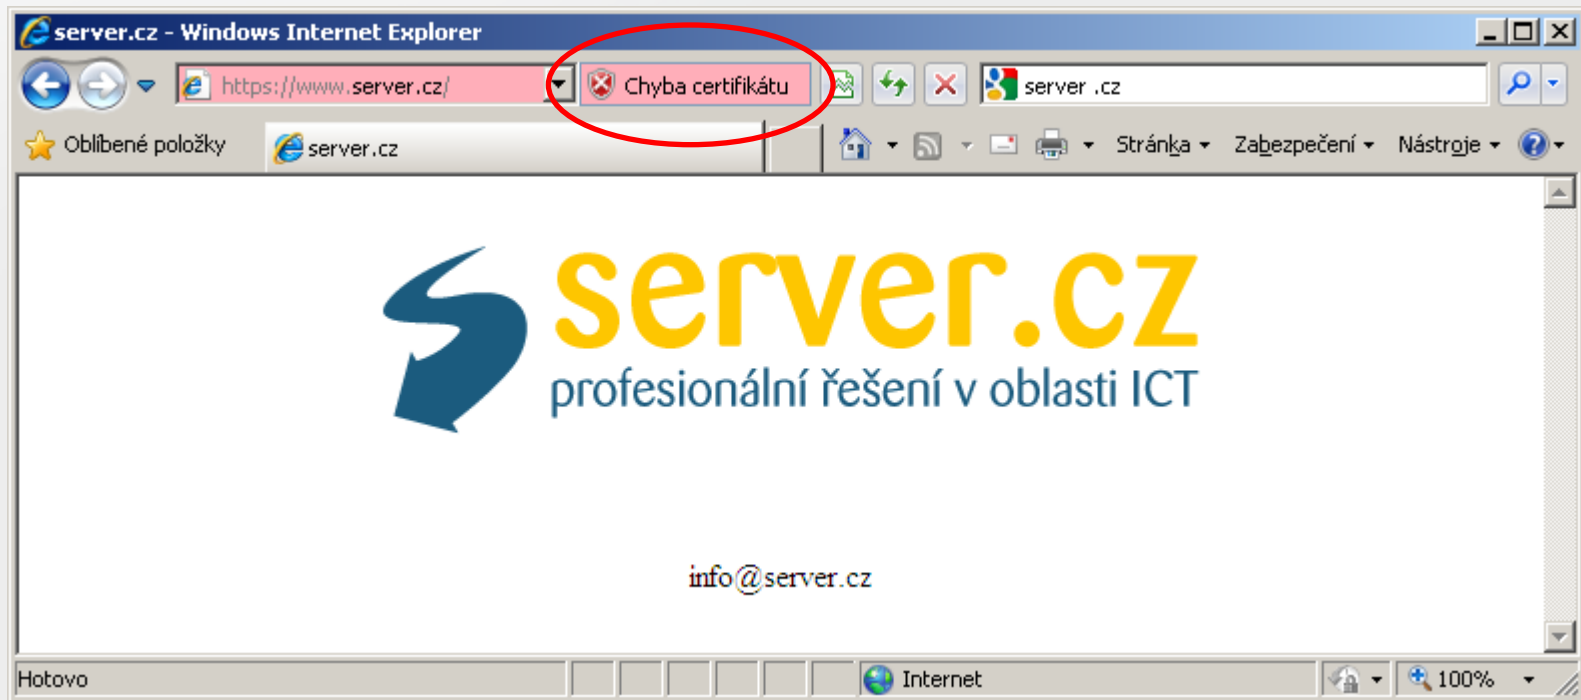 server.cz - Windows Internet Explorer
https://www.server.cz/ Chyba certifikátu server .cz
Oblíbené položky server.cz Stránka Zabezpečení Nástroje
server.cz
profesionální řešení v oblasti ICT
info@server.cz
Hotovo Internet 100%